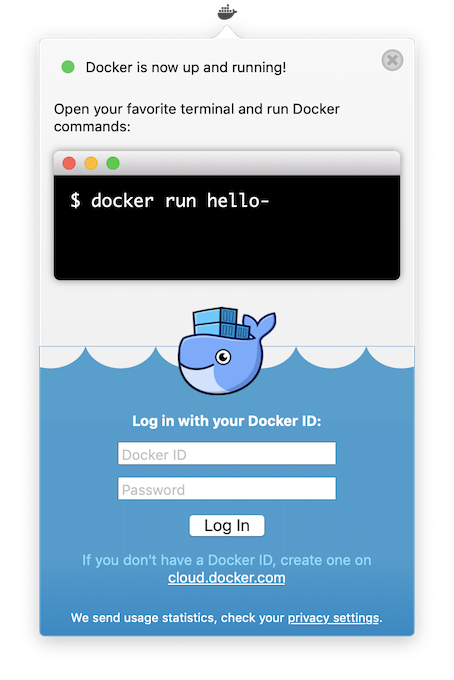 Docker is now up and running!
Open your favorite terminal and run Docker
commands:
$ docker run hello-
Log in with your Docker ID:
Docker ID
Password
Log In
If you don't have a Docker ID, create one on
cloud.docker.com
We send usage statistics, check your privacy settings.